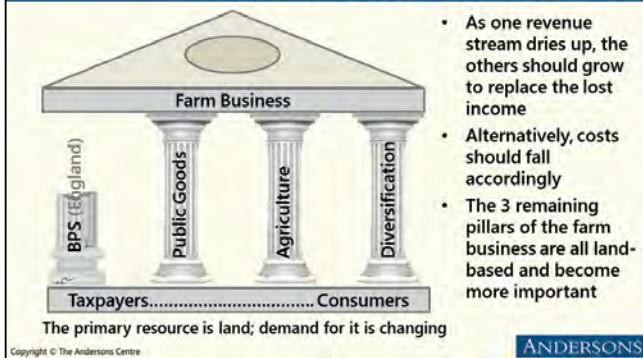 Farm Business
BPS (England)
Public Goods
Agriculture
Diversification
Taxpayers................................Consumers
The primary resource is land; demand for it is changing
• As one revenue
stream dries up, the
others should grow
to replace the lost
income
• Alternatively, costs
should fall
accordingly
• The 3 remaining
pillars of the farm
business are all land-
based and become
more important
Copyright © The Andersons Centre
ANDERSONS